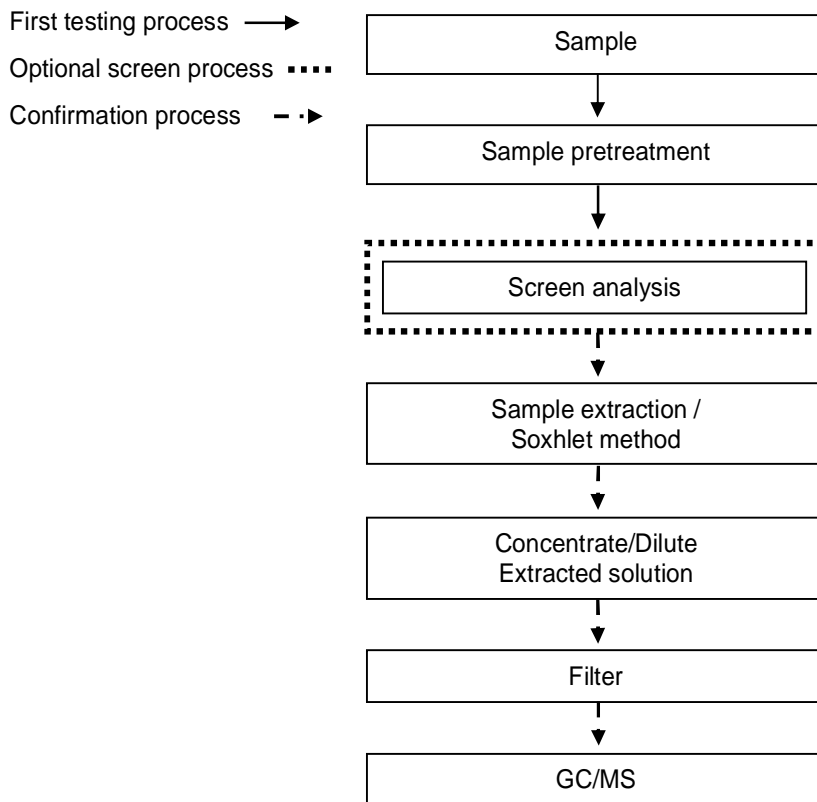 First testing process
Optional screen process
Confirmation process
Sample
Sample pretreatment
Screen analysis
Sample extraction /
Soxhlet method
Concentrate/Dilute
Extracted solution
Filter
GC/MS